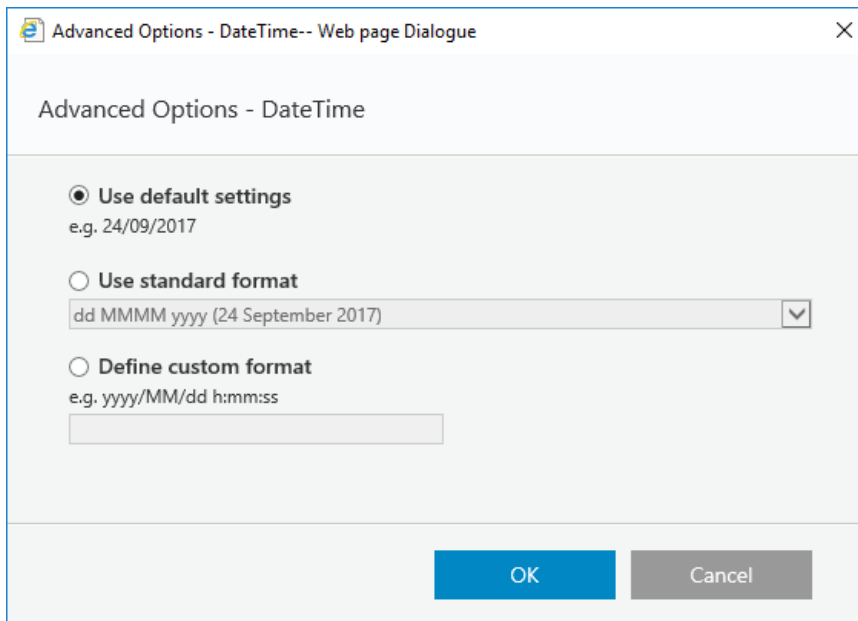 Advanced Options - DateTime-- Web page Dialogue
Advanced Options - DateTime
Use default settings
e.g. 24/09/2017
Use standard format
dd MMMM yyyy (24 September 2017)
Define custom format
e.g. yyyy/MM/dd h:mm:ss
OK
Cancel